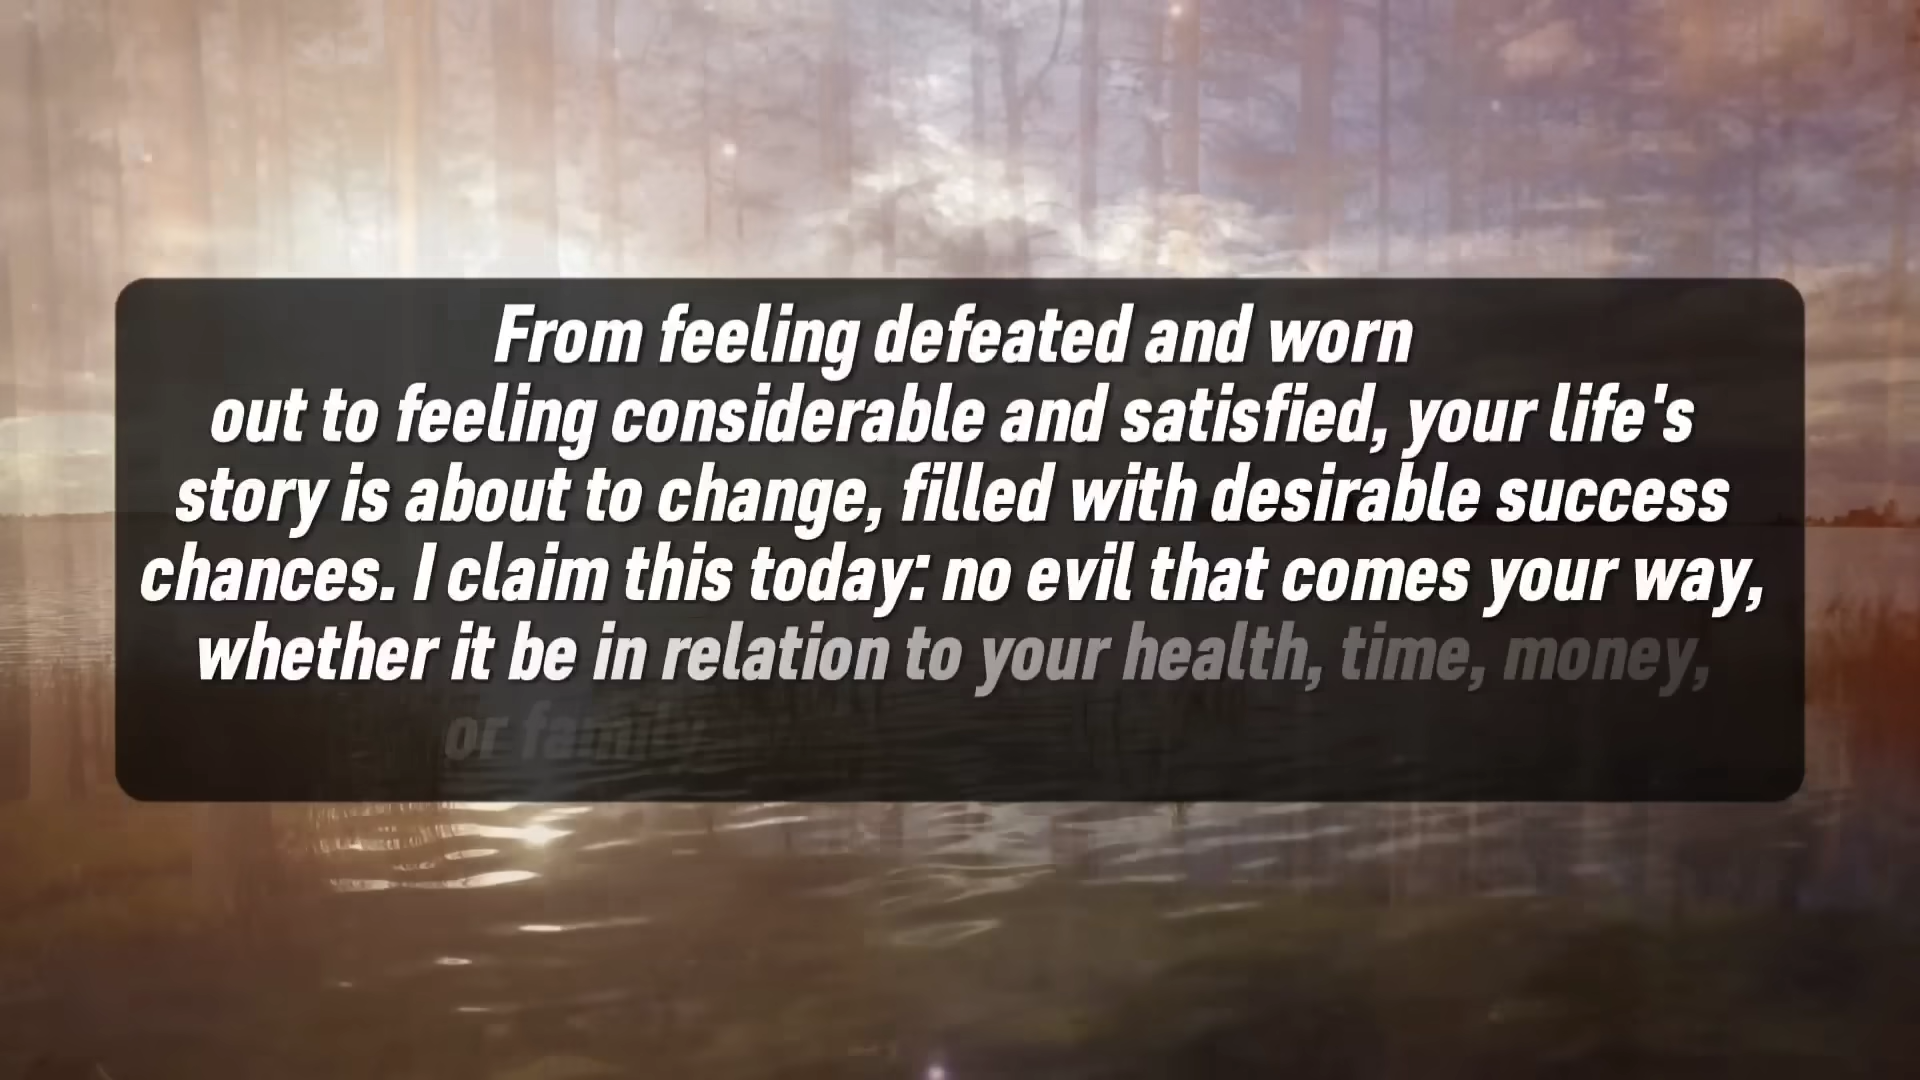 From feeling defeated and worn
out to feeling considerable and satisfied, your life's
story is about to change, filled with desirable success
chances. I claim this today: no evil that comes your way,
whether it be in relation to your health, time, money,
or family